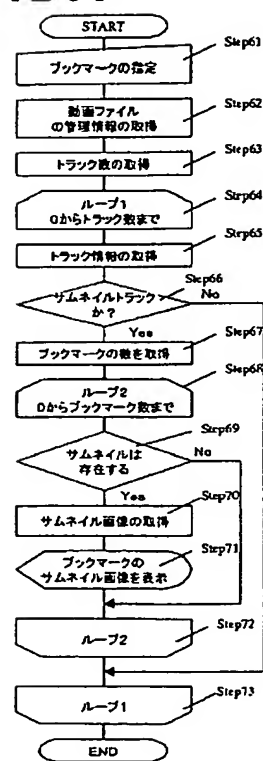 START
Step61
ブックマークの指定
Step62
動画ファイル
の管理情報の取得
Step63
トラック数の取得
Step64
ループ1
0からトラック数まで
Step65
トラック情報の取得
Step66
サムネイルトラック
か?
No
Yes
Step67
ブックマークの数を取得
Step68
ループ2
0からブックマーク数まで
Step69
サムネイルは
存在する
No
Yes
Step70
サムネイル画像の取得
Step71
ブックマークの
サムネイル画像を表示
Step72
ループ2
Step73
ループ1
END